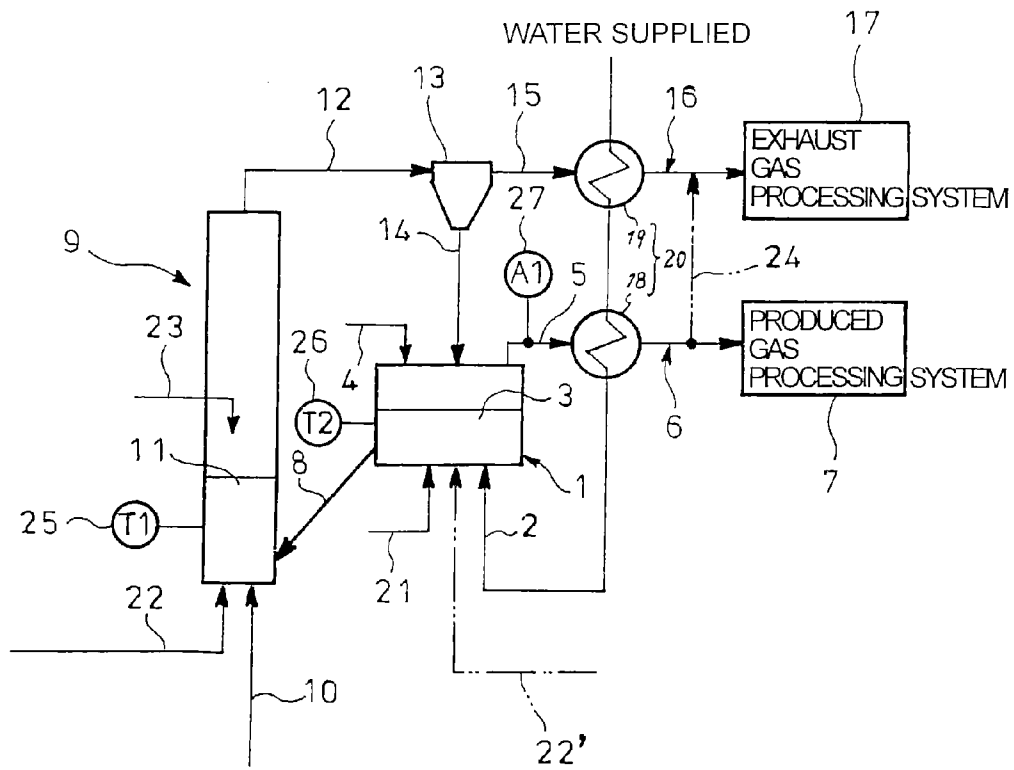 WATER SUPPLIED
17
13
15
16
12
EXHAUST
GAS
PROCESSING SYSTEM
27
14
19
20
9
A1
5
18
24
23
26
PRODUCED
GAS
PROCESSING SYSTEM
4
3
T2
6
11
8
7
1
25
T1
2
21
22
10
22'